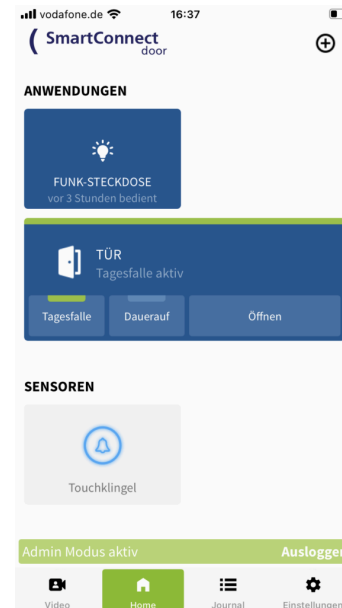 vodafone.de 16:37
SmartConnect
door
ANWENDUNGEN
FUNK-STECKDOSE
vor 3 Stunden bedient
TÜR
Tagesfalle aktiv
Tagesfalle Dauerauf Öffnen
SENSOREN
Touchklingel
Admin Modus aktiv Auslogge
Video Home Journal Einstellungen